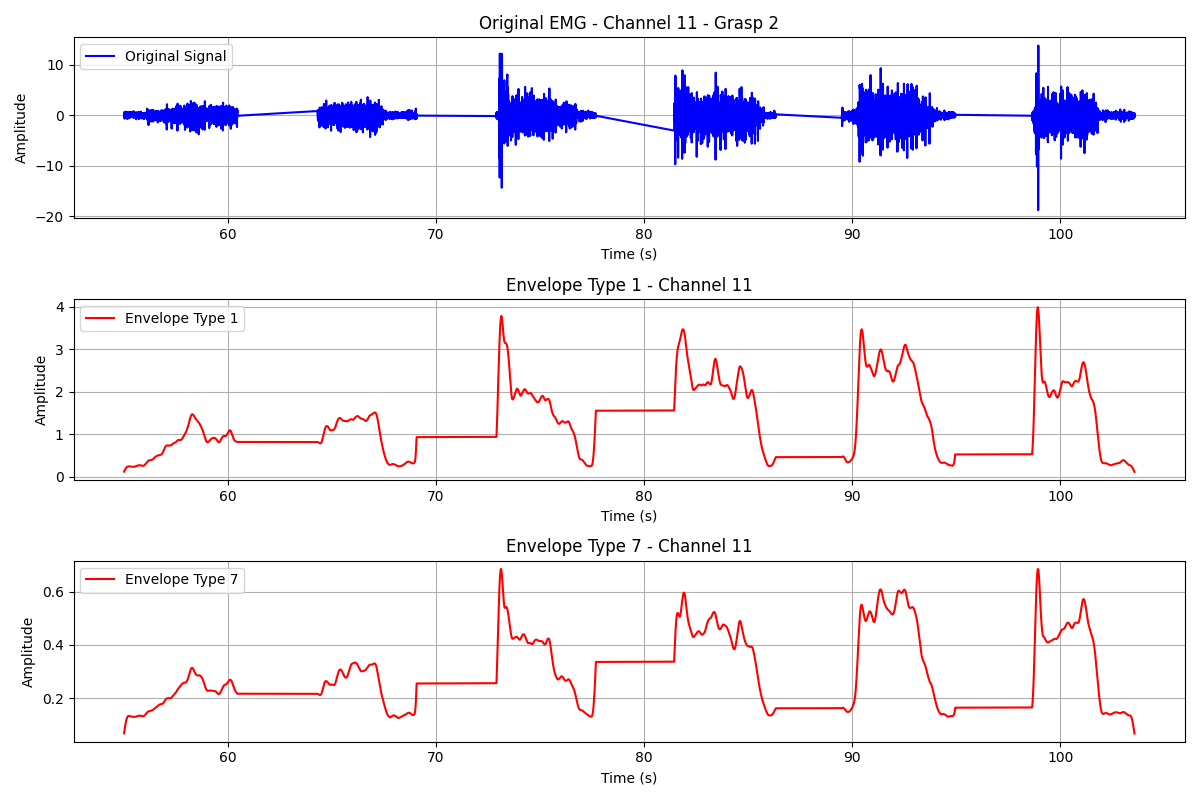 Original EMG - Channel 11 - Grasp 2
Original Signal
Amplitude
10
0
−10
−20
60 70 80 90 100
Time (s)
Envelope Type 1 - Channel 11
Envelope Type 1
Amplitude
4
3
2
1
0
60 70 80 90 100
Time (s)
Envelope Type 7 - Channel 11
Envelope Type 7
Amplitude
0.6
0.4
0.2
60 70 80 90 100
Time (s)